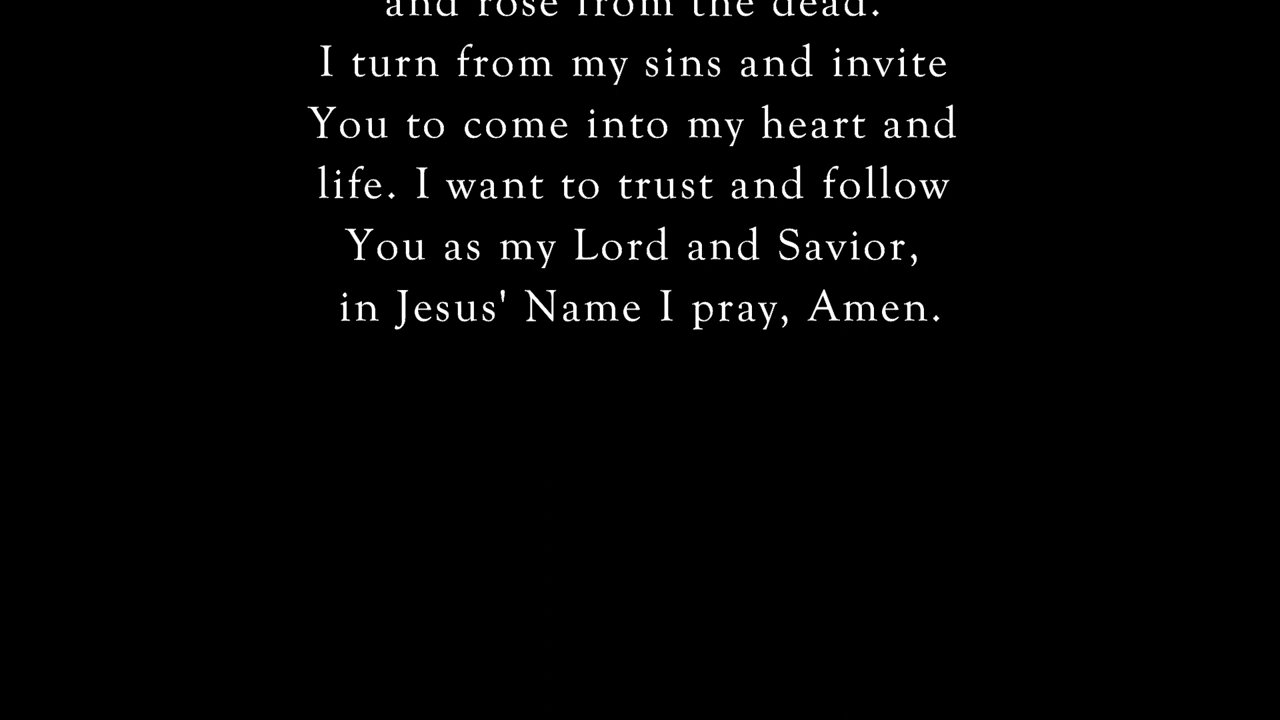 and rose from the dead.
I turn from my sins and invite
You to come into my heart and
life. I want to trust and follow
You as my Lord and Savior,
in Jesus' Name I pray, Amen.